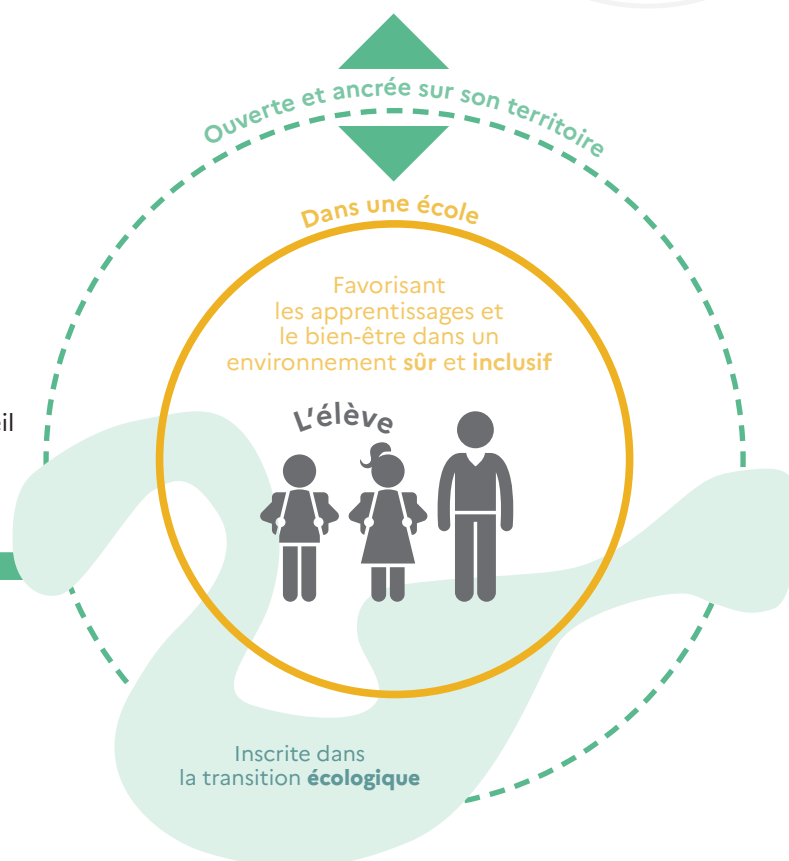 Ouverte et ancrée sur son territoire
Dans une école
Favorisant
les apprentissages et
le bien-être dans un
environnement sûr et inclusif
L'élève
il
Inscrite dans
la transition écologique